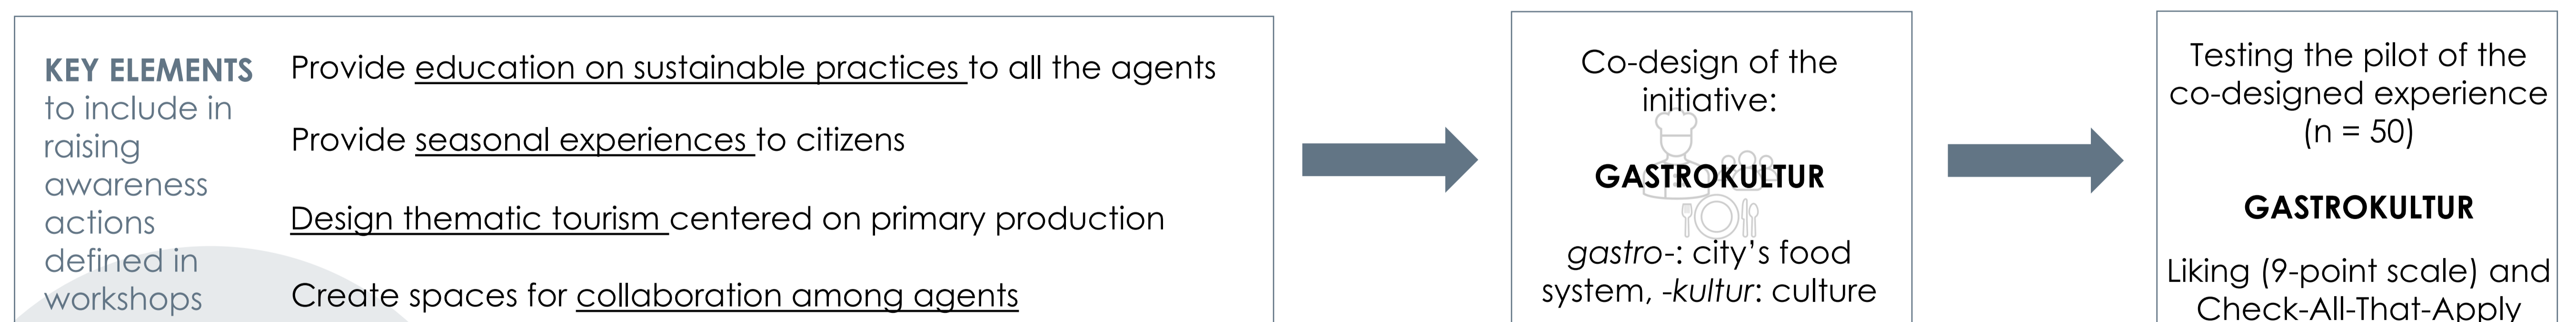 KEY ELEMENTS
to include in
raising
awareness
actions
defined in
workshops
Provide education on sustainable practices to all the agents
Provide seasonal experiences to citizens
Design thematic tourism centered on primary production
Create spaces for collaboration among agents
Co-design of the
initiative:
GASTROKULTUR
gastro-: city’s food
system, -kultur: culture
Testing the pilot of the
co-designed experience
(n = 50)
GASTROKULTUR
Liking (9-point scale) and
Check-All-That-Apply